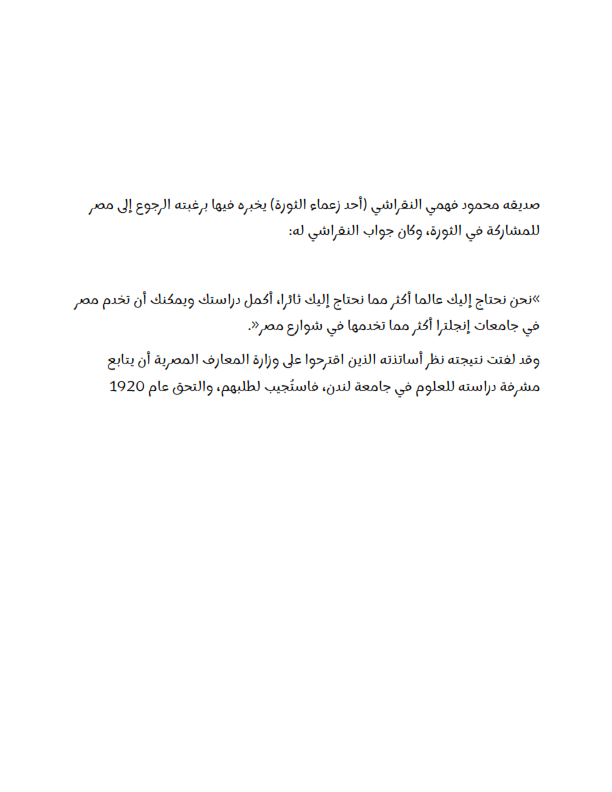 صديقه محمود فهمي النقراشي (أحد زعماء الثورة) يخبره فيها برغبته الرجوع إلى مصر
للمشاركة في الثورة، وكان جواب النقراشي له:
»نحن نحتاج إليك عالما أكثر مما نحتاج إليك ثائرا، أكمل دراستك ويمكنك أن تخدم مصر
في جامعات إنجلترا أكثر مما تخدمها في شوارع مصر«.
وقد لفتت نتيجته نظر أساتذته الذين اقترحوا على وزارة المعارف المصرية أن يتابع
مشرفة دراسته للعلوم في جامعة لندن، فاستُجيب لطلبهم، والتحق عام 1920